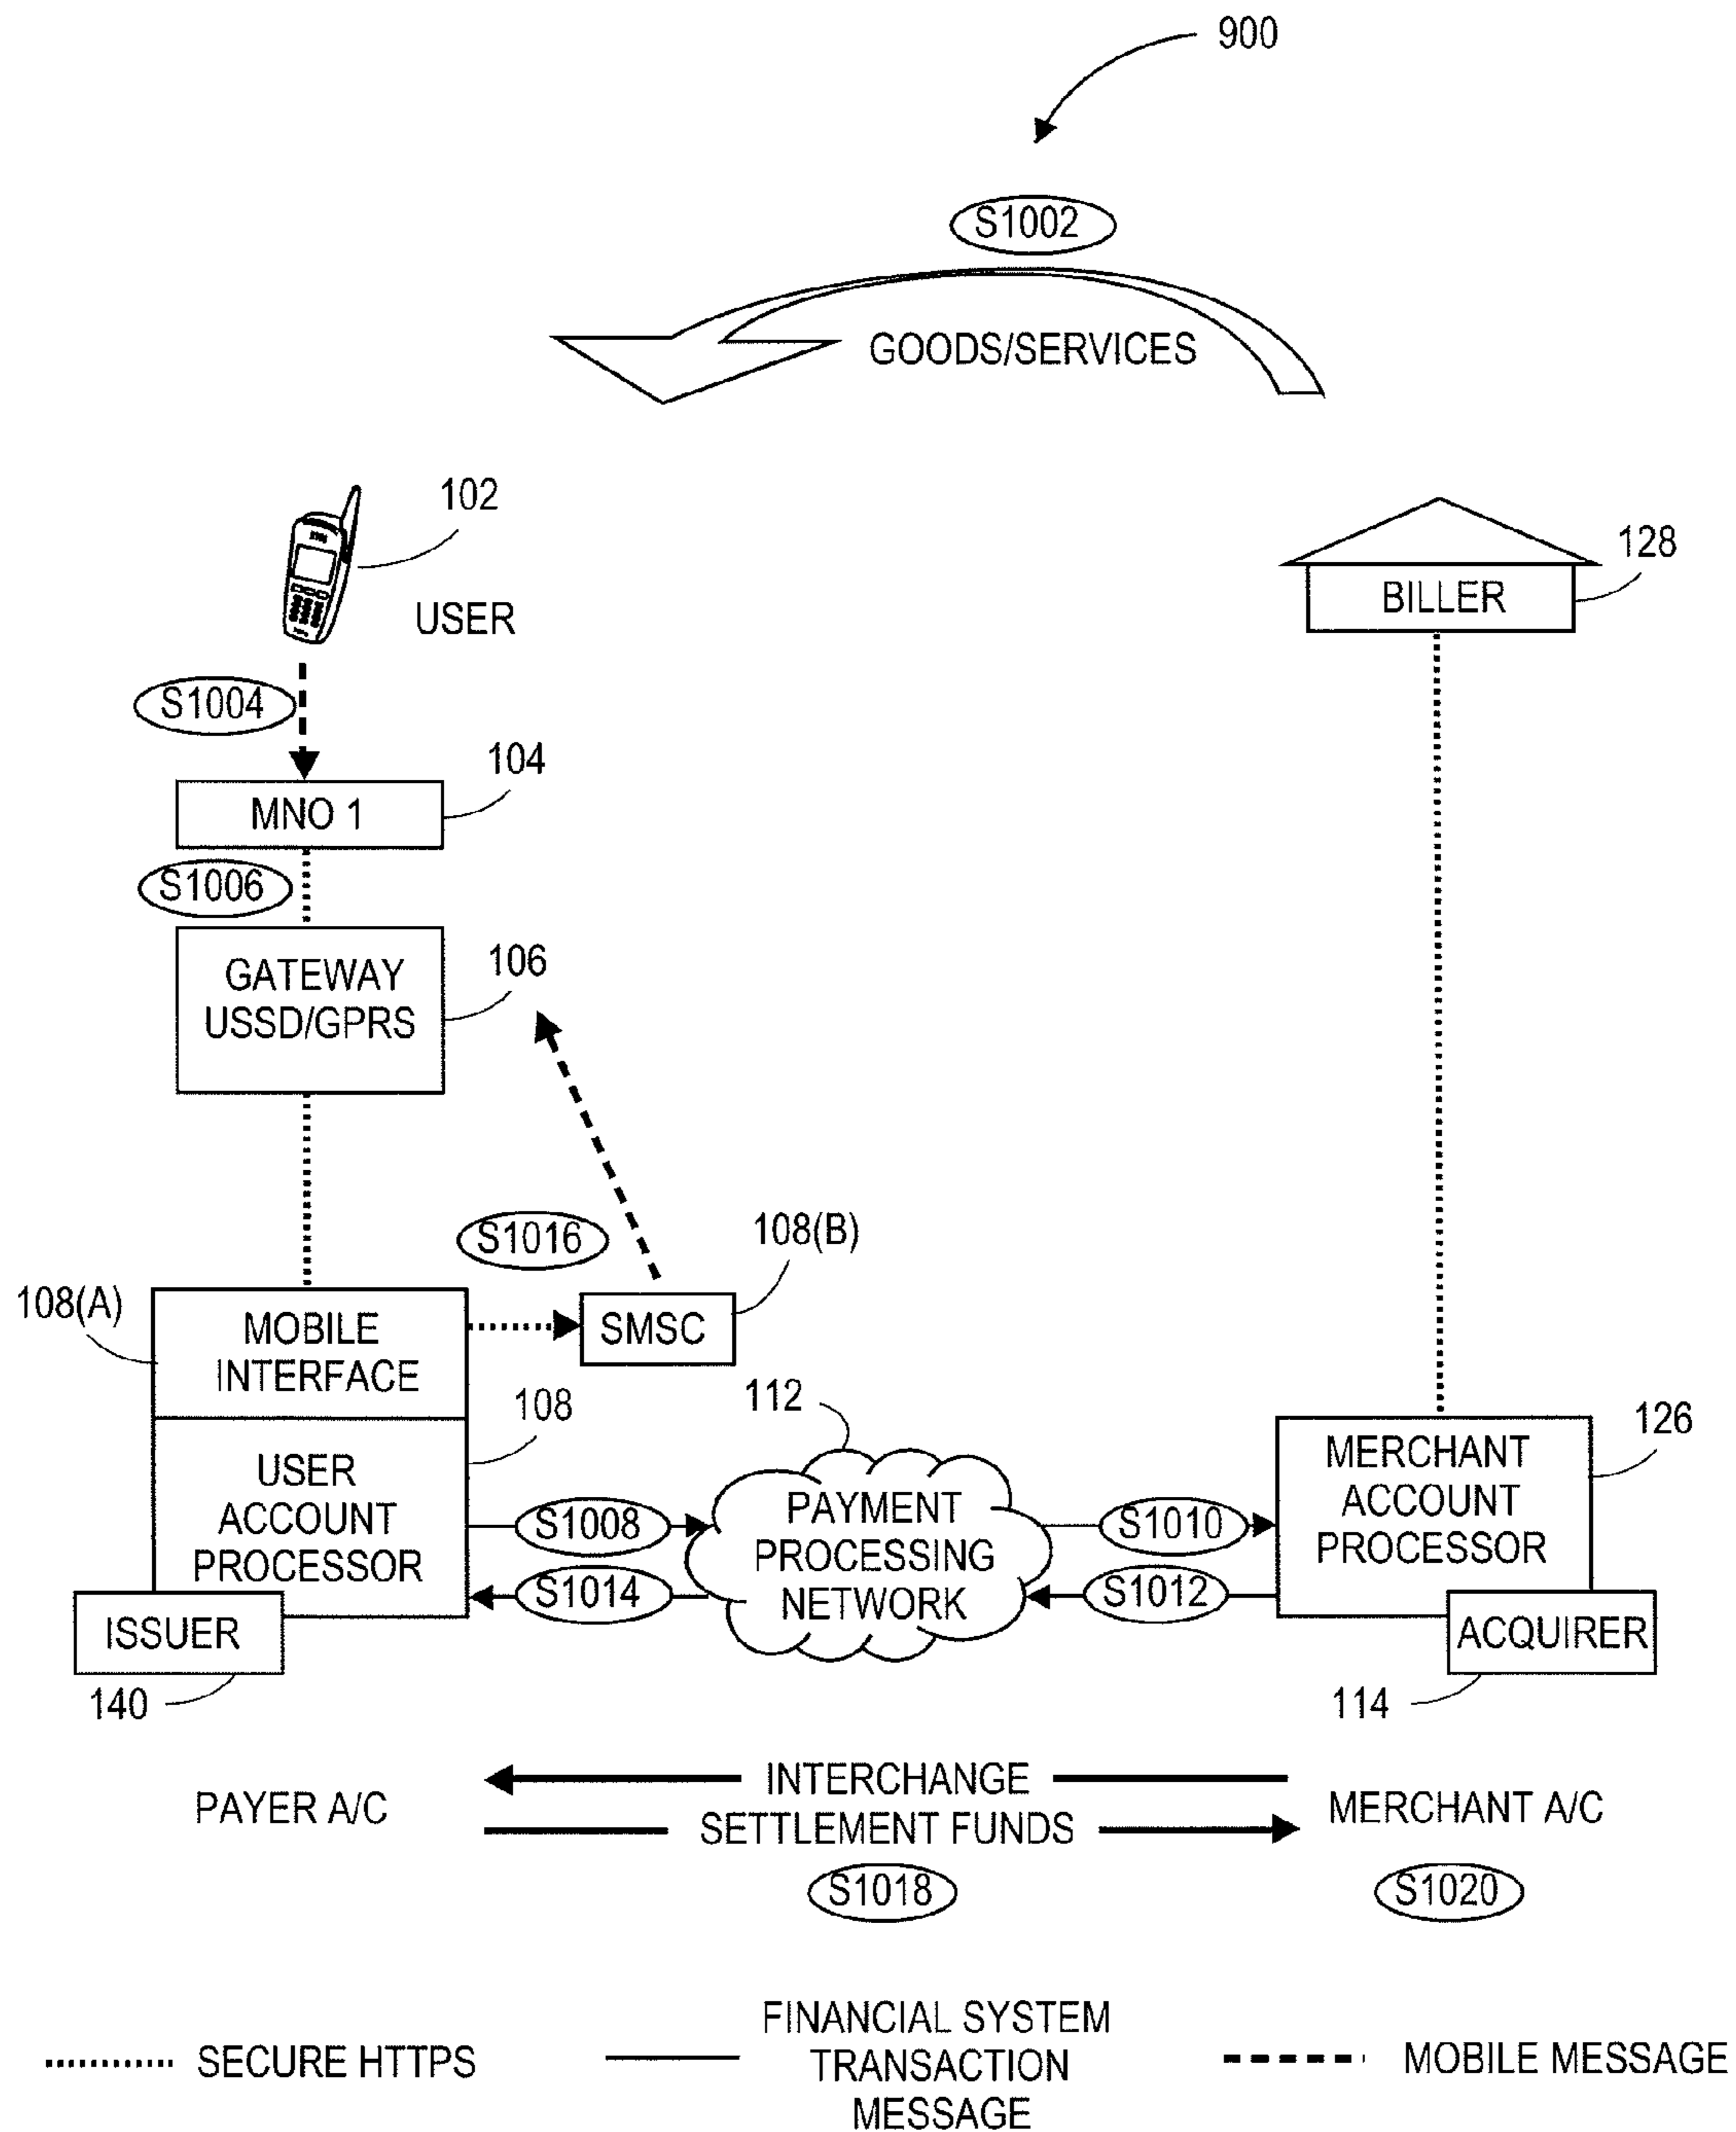 900
S1002
GOODS/SERVICES
102
USER
128
BILLER
S1004
104
MNO 1
S1006
106
GATEWAY
USSD/GPRS
S1016
108(B)
108(A)
MOBILE
INTERFACE
SMSC
108
112
126
USER
ACCOUNT
PROCESSOR
S1008
S1014
PAYMENT
PROCESSING
NETWORK
S1010
S1012
MERCHANT
ACCOUNT
PROCESSOR
ISSUER
140
ACQUIRER
114
PAYER A/C
INTERCHANGE
SETTLEMENT FUNDS
MERCHANT A/C
S1018
S1020
SECURE HTTPS
FINANCIAL SYSTEM
TRANSACTION
MESSAGE
MOBILE MESSAGE